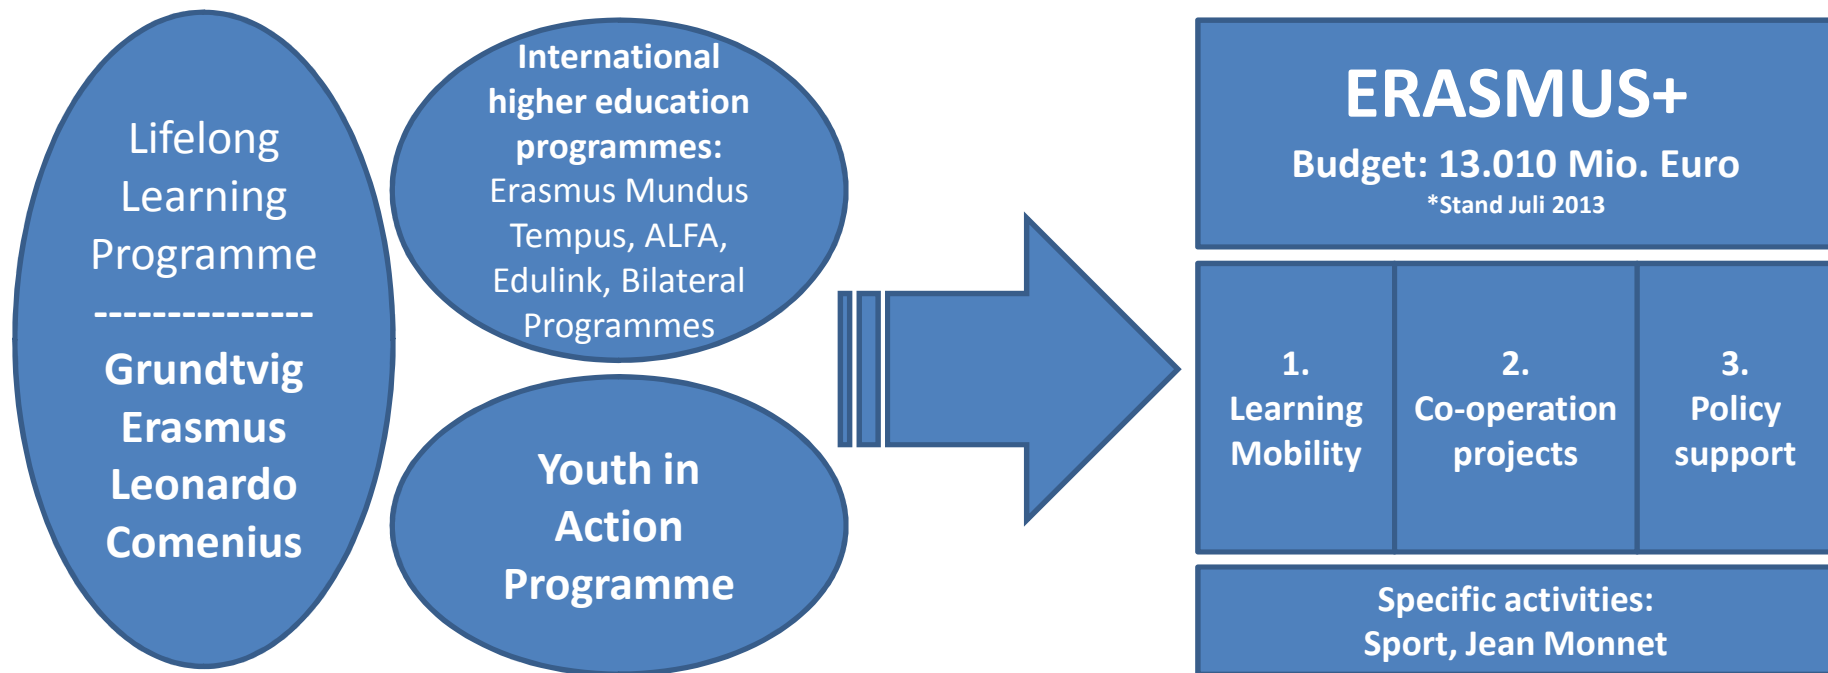 Lifelong
Learning
Programme
---------------
Grundtvig
Erasmus
Leonardo
Comenius
International
higher education
programmes:
Erasmus Mundus
Tempus, ALFA,
Edulink, Bilateral
Programmes
Youth in
Action
Programme
ERASMUS+
Budget: 13.010 Mio. Euro
*Stand Juli 2013
1.
Learning
Mobility
2.
Co-operation
projects
3.
Policy
support
Specific activities:
Sport, Jean Monnet